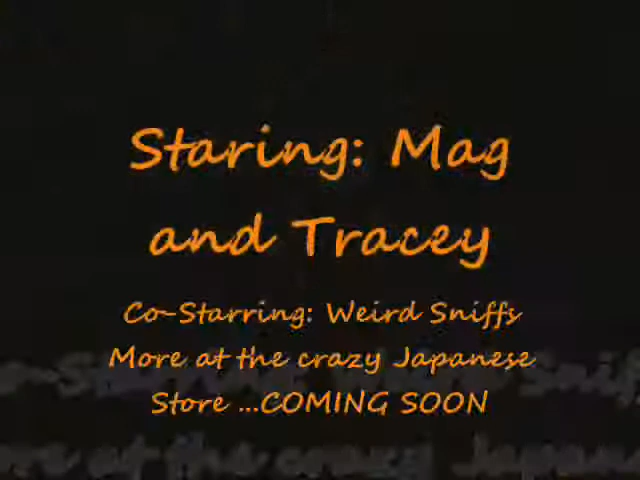 Staring: Mag
and Tracey
Co-Starring: Weird Sniffs
More at the crazy Japanese
Store ...COMING SOON